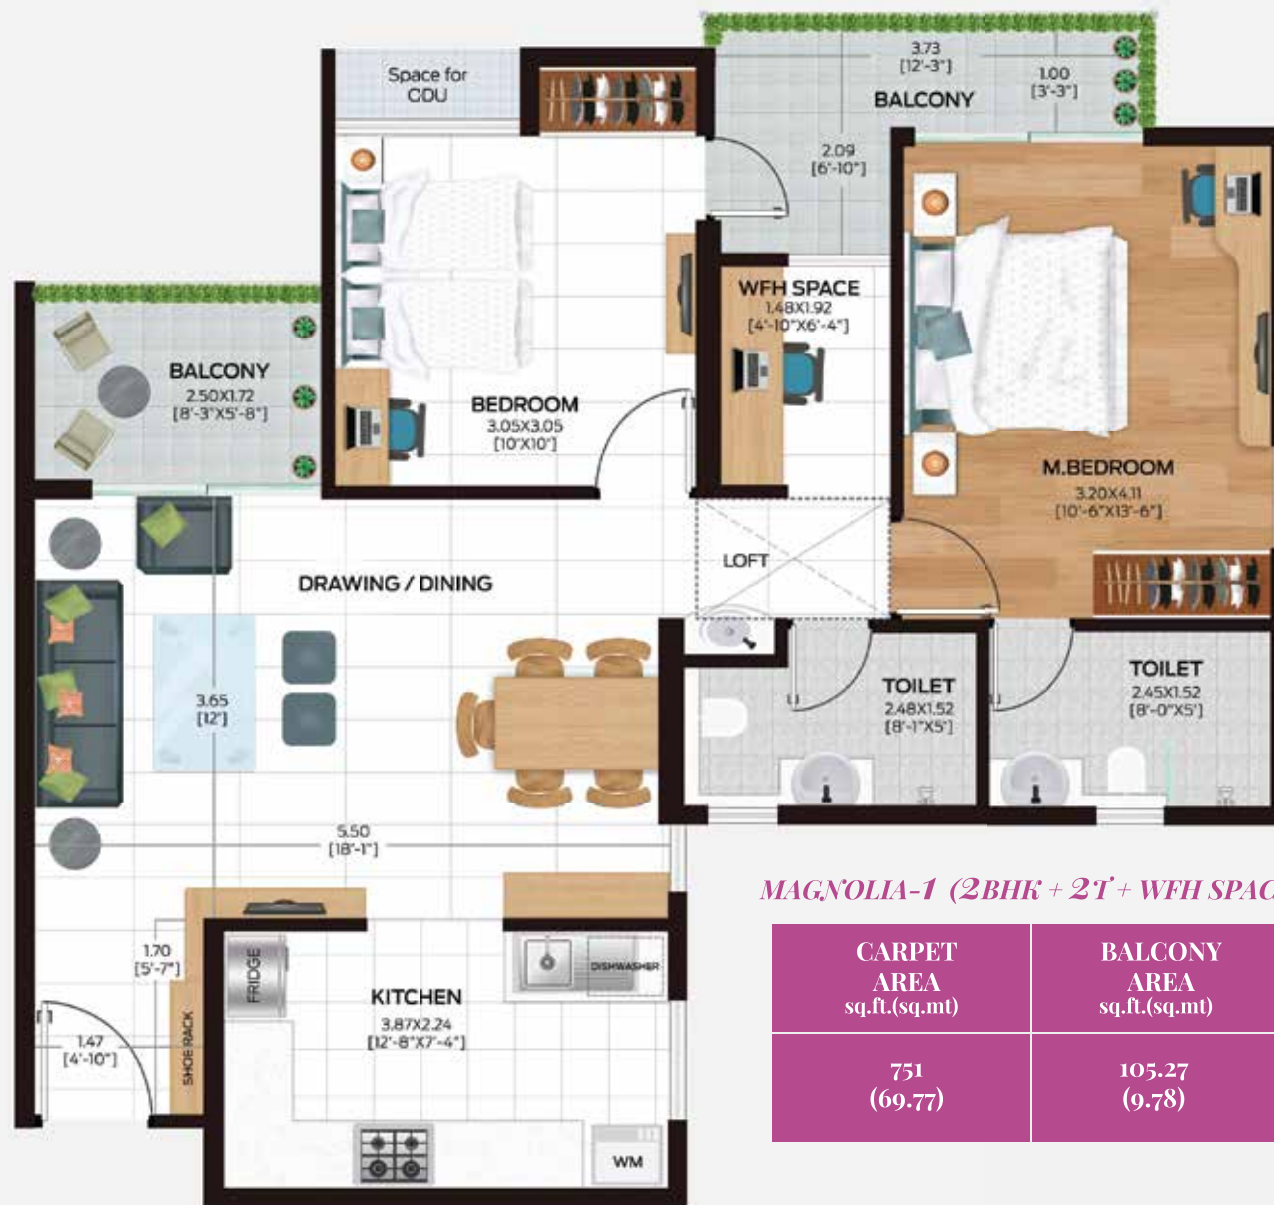 3.73
[12'-3"]
1.00
[3'-3"]
BALCONY
2.09
[6'-10"]
Space for
CDU
WFH SPACE
1.48X1.92
[4'-10"X6'-4"]
BALCONY
2.50X1.72
[8'-3"X5'-8"]
BEDROOM
3.05X3.05
[10'X10']
M.BEDROOM
3.20X4.11
[10'-6"X13'-6"]
LOFT
DRAWING / DINING
3.65
[12']
TOILET
2.48X1.52
[8'-1"X5']
TOILET
2.45X1.52
[8'-0"X5']
5.50
[18'-1"]
1.70
[5'-7"]
1.47
[4'-10"]
SHOE RACK
FRIDGE
DISHWASHER
KITCHEN
3.87X2.24
[12'-8"X7'-4"]
WM
MAGNOLIA-1 (2BHK + 2T + WFH SPAC
CARPET
AREA
sq.ft.(sq.mt)
BALCONY
AREA
sq.ft.(sq.mt)
751
(69.77)
105.27
(9.78)